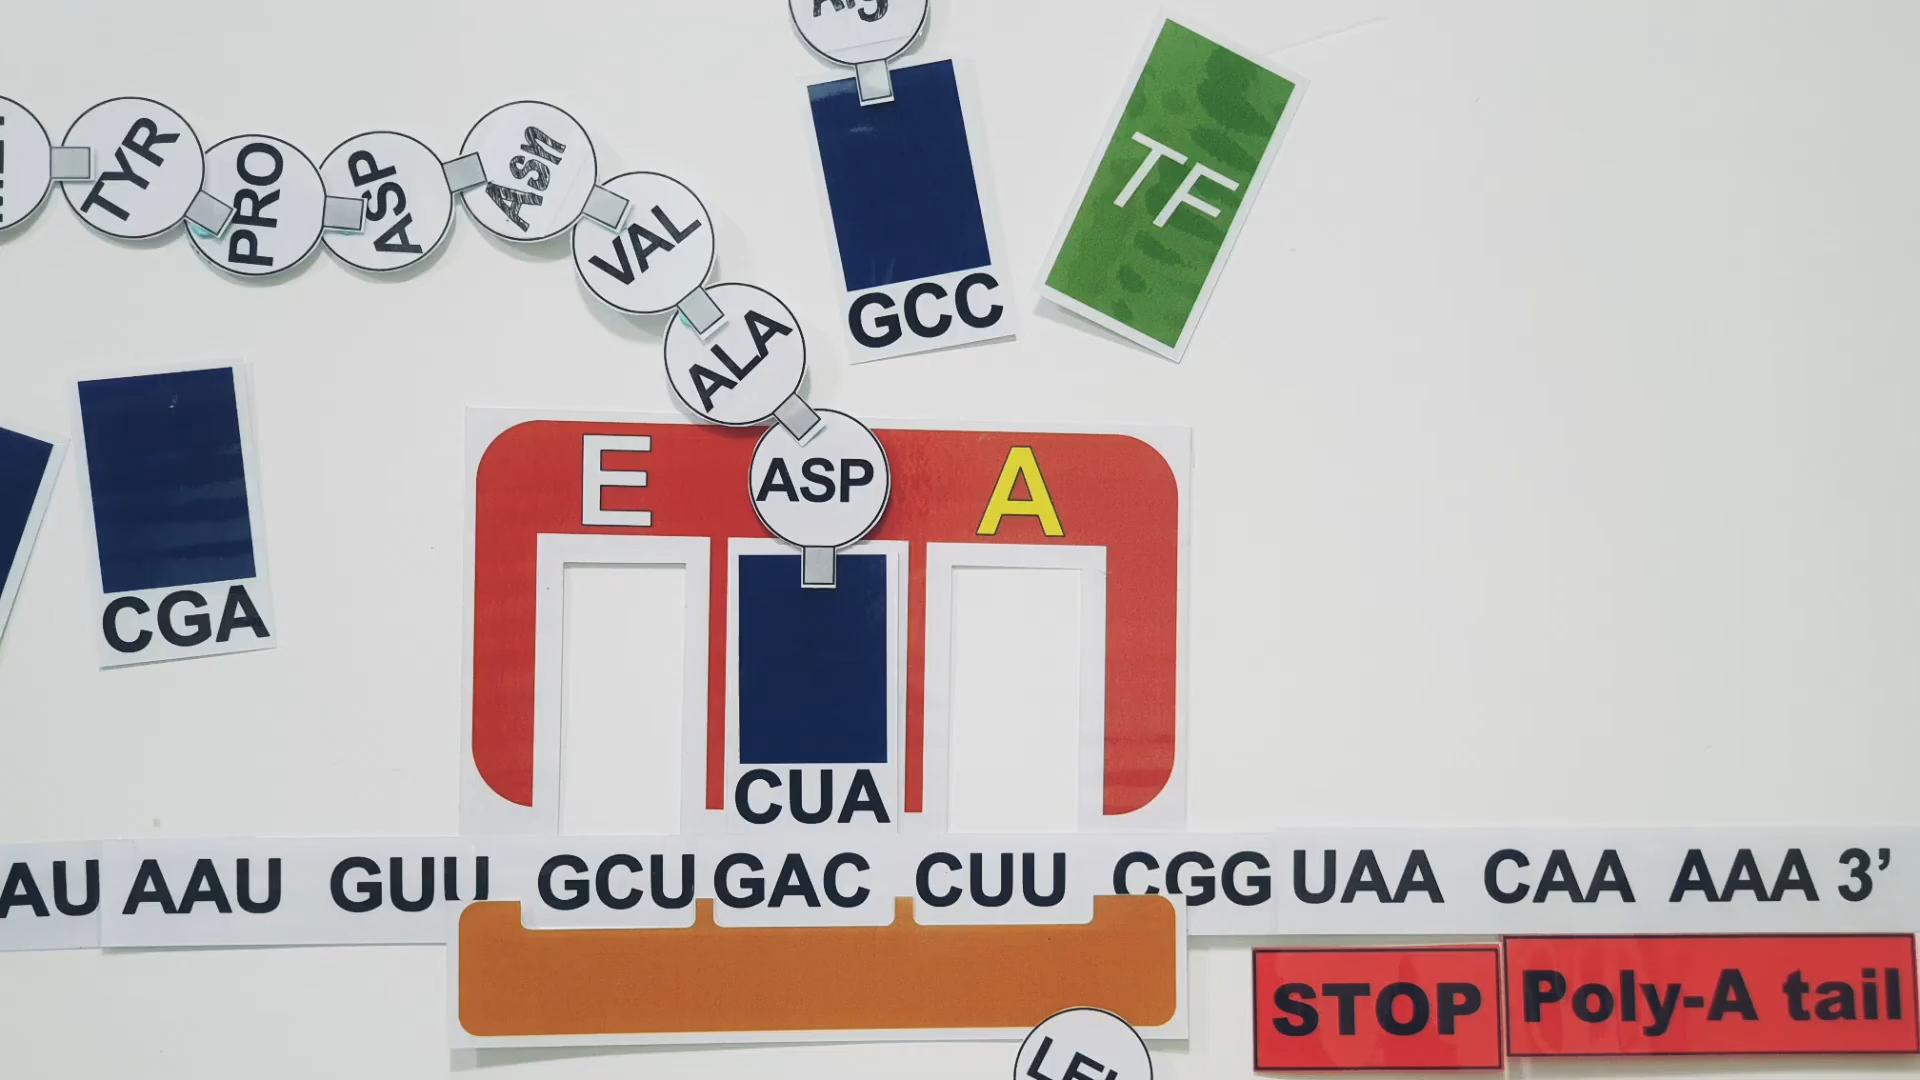 Arg
TYR
PRO
ASP
Asn
VAL
ALA
ASP
GCC
TF
CGA
E
A
CUA
AU AAU GUU GCU GAC CUU CGG UAA CAA AAA 3’
STOP
Poly-A tail